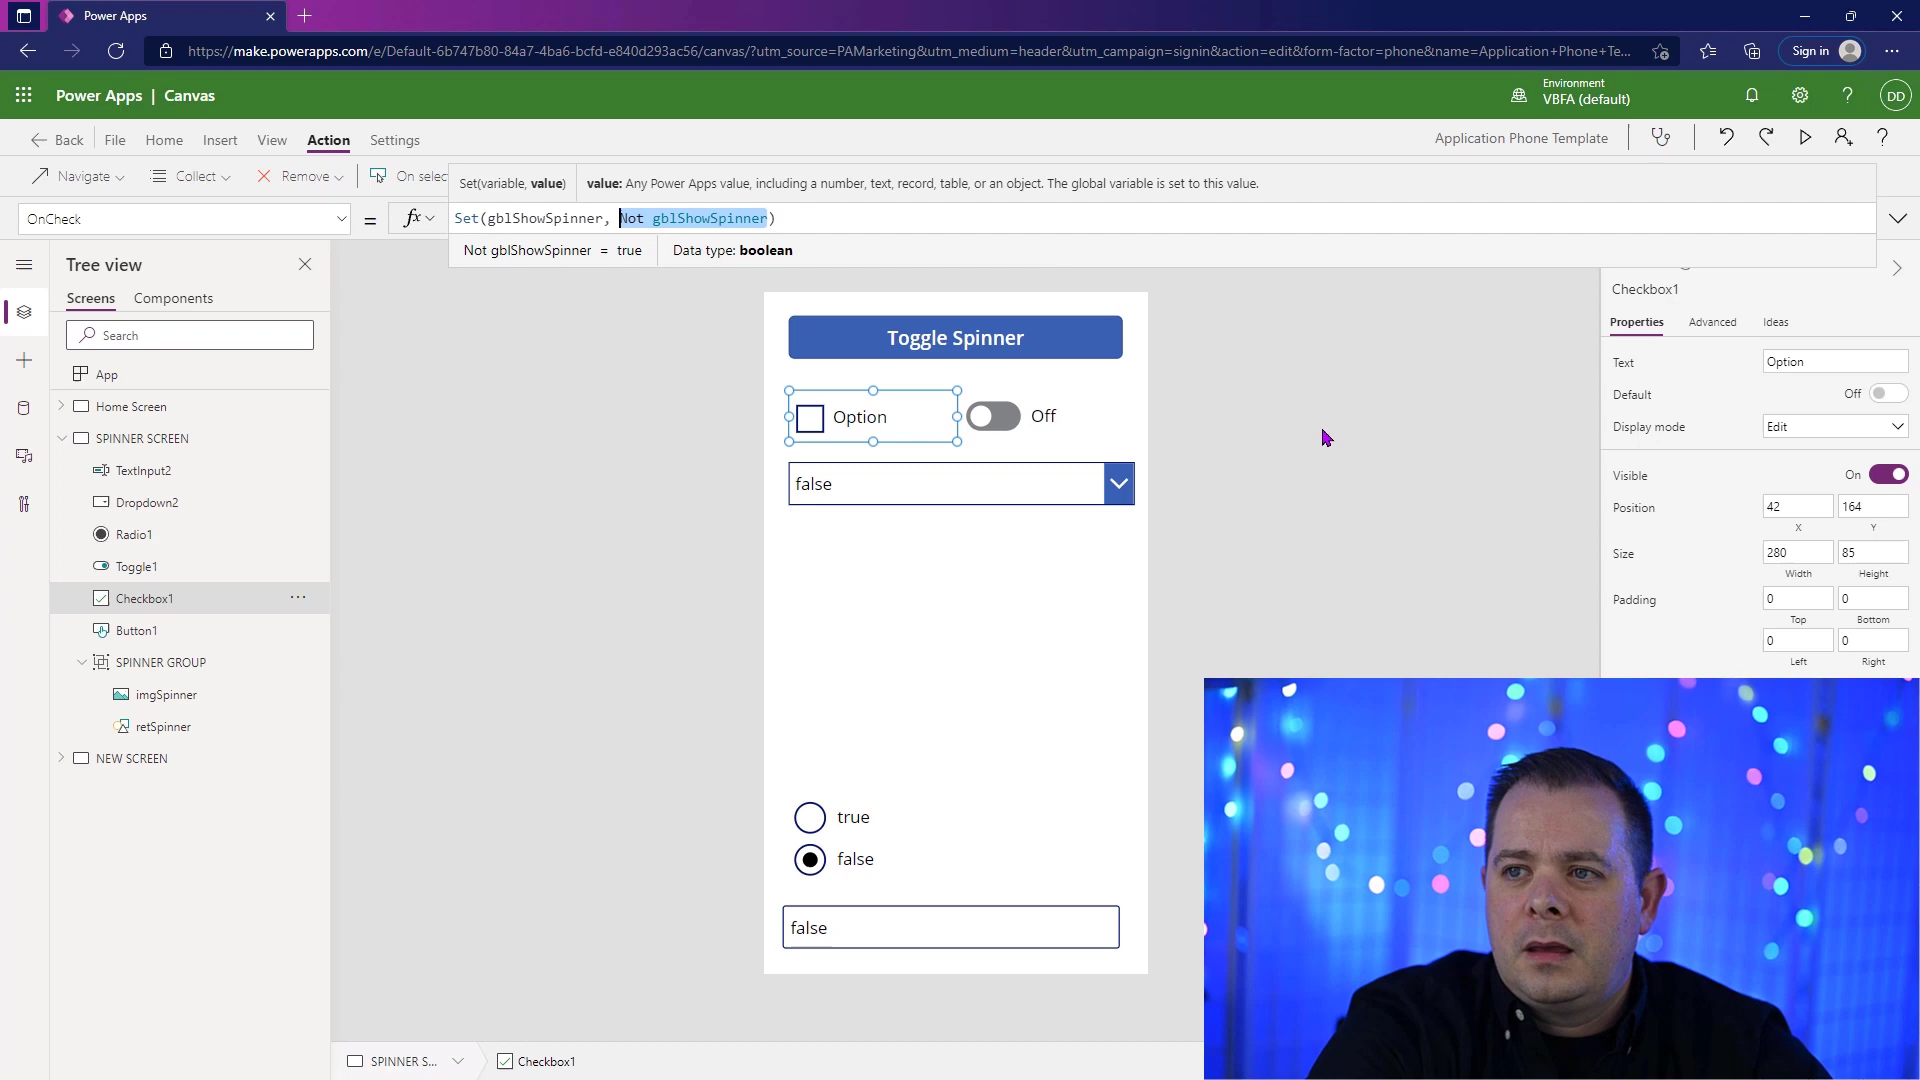 Power Apps
https://make.powerapps.com/e/Default-6b747b80-84a7-4ba6-bcfd-e840d293ac56/canvas/?utm_source=PAMarketing&utm_medium=header&utm_campaign=signin&action=edit&form-factor=phone&name=Application+Phone+Te...
Sign in
Power Apps | Canvas
Environment
VBFA (default)
DD
Back
File
Home
Insert
View
Action
Settings
Application Phone Template
Navigate
Collect
Remove
On selec
Set(variable, value)
value: Any Power Apps value, including a number, text, record, table, or an object. The global variable is set to this value.
OnCheck
=
fx
Set(gblShowSpinner, Not gblShowSpinner)
Not gblShowSpinner = true
Data type: boolean
Tree view
Screens
Components
Search
App
Home Screen
SPINNER SCREEN
TextInput2
Dropdown2
Radio1
Toggle1
Checkbox1
Button1
SPINNER GROUP
imgSpinner
retSpinner
NEW SCREEN
Toggle Spinner
Option
Off
false
true
false
false
Checkbox1
Properties
Advanced
Ideas
Text
Option
Default
Off
Display mode
Edit
Visible
On
Position
42
164
X
Y
Size
280
85
Width
Height
Padding
0
0
Top
Bottom
0
0
Left
Right
SPINNER S...
Checkbox1